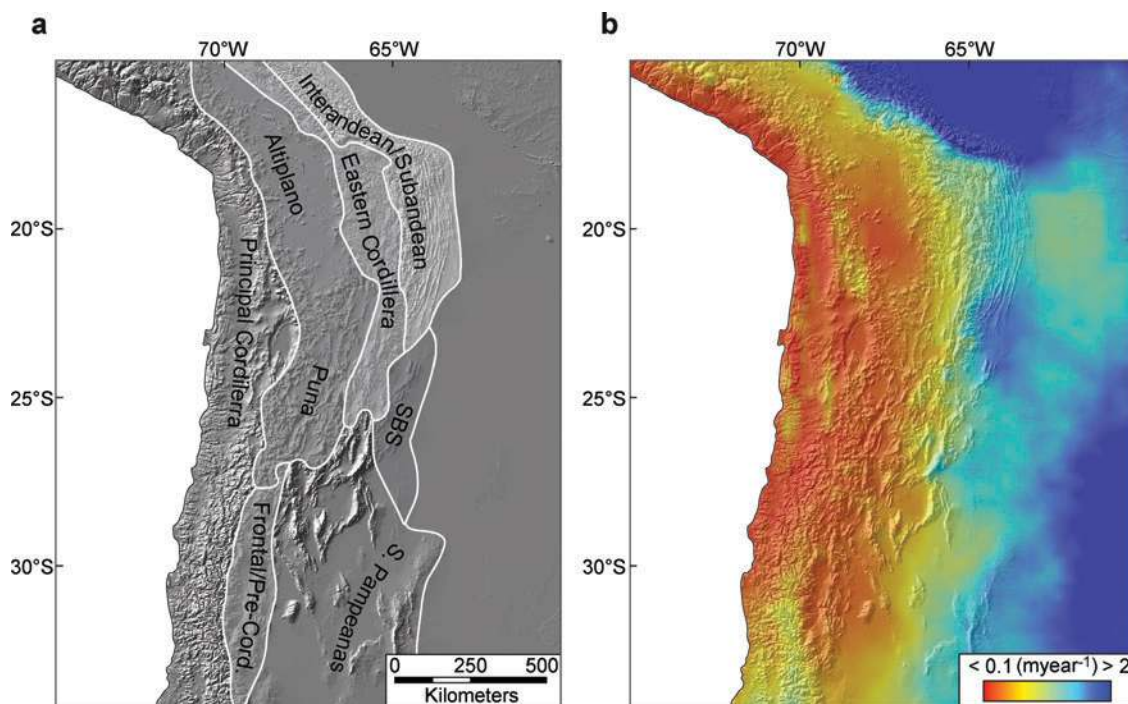 a
b
70°W
65°W
70°W
65°W
20°S
25°S
30°S
20°S
25°S
30°S
Interandean/Subandean
Altiplano
Eastern Cordillera
Principal Cordilerra
Puna
SBS
Frontal/Pre-Cord
S. Pampeanas
0 250 500
Kilometers
< 0.1 (myear-1) > 2